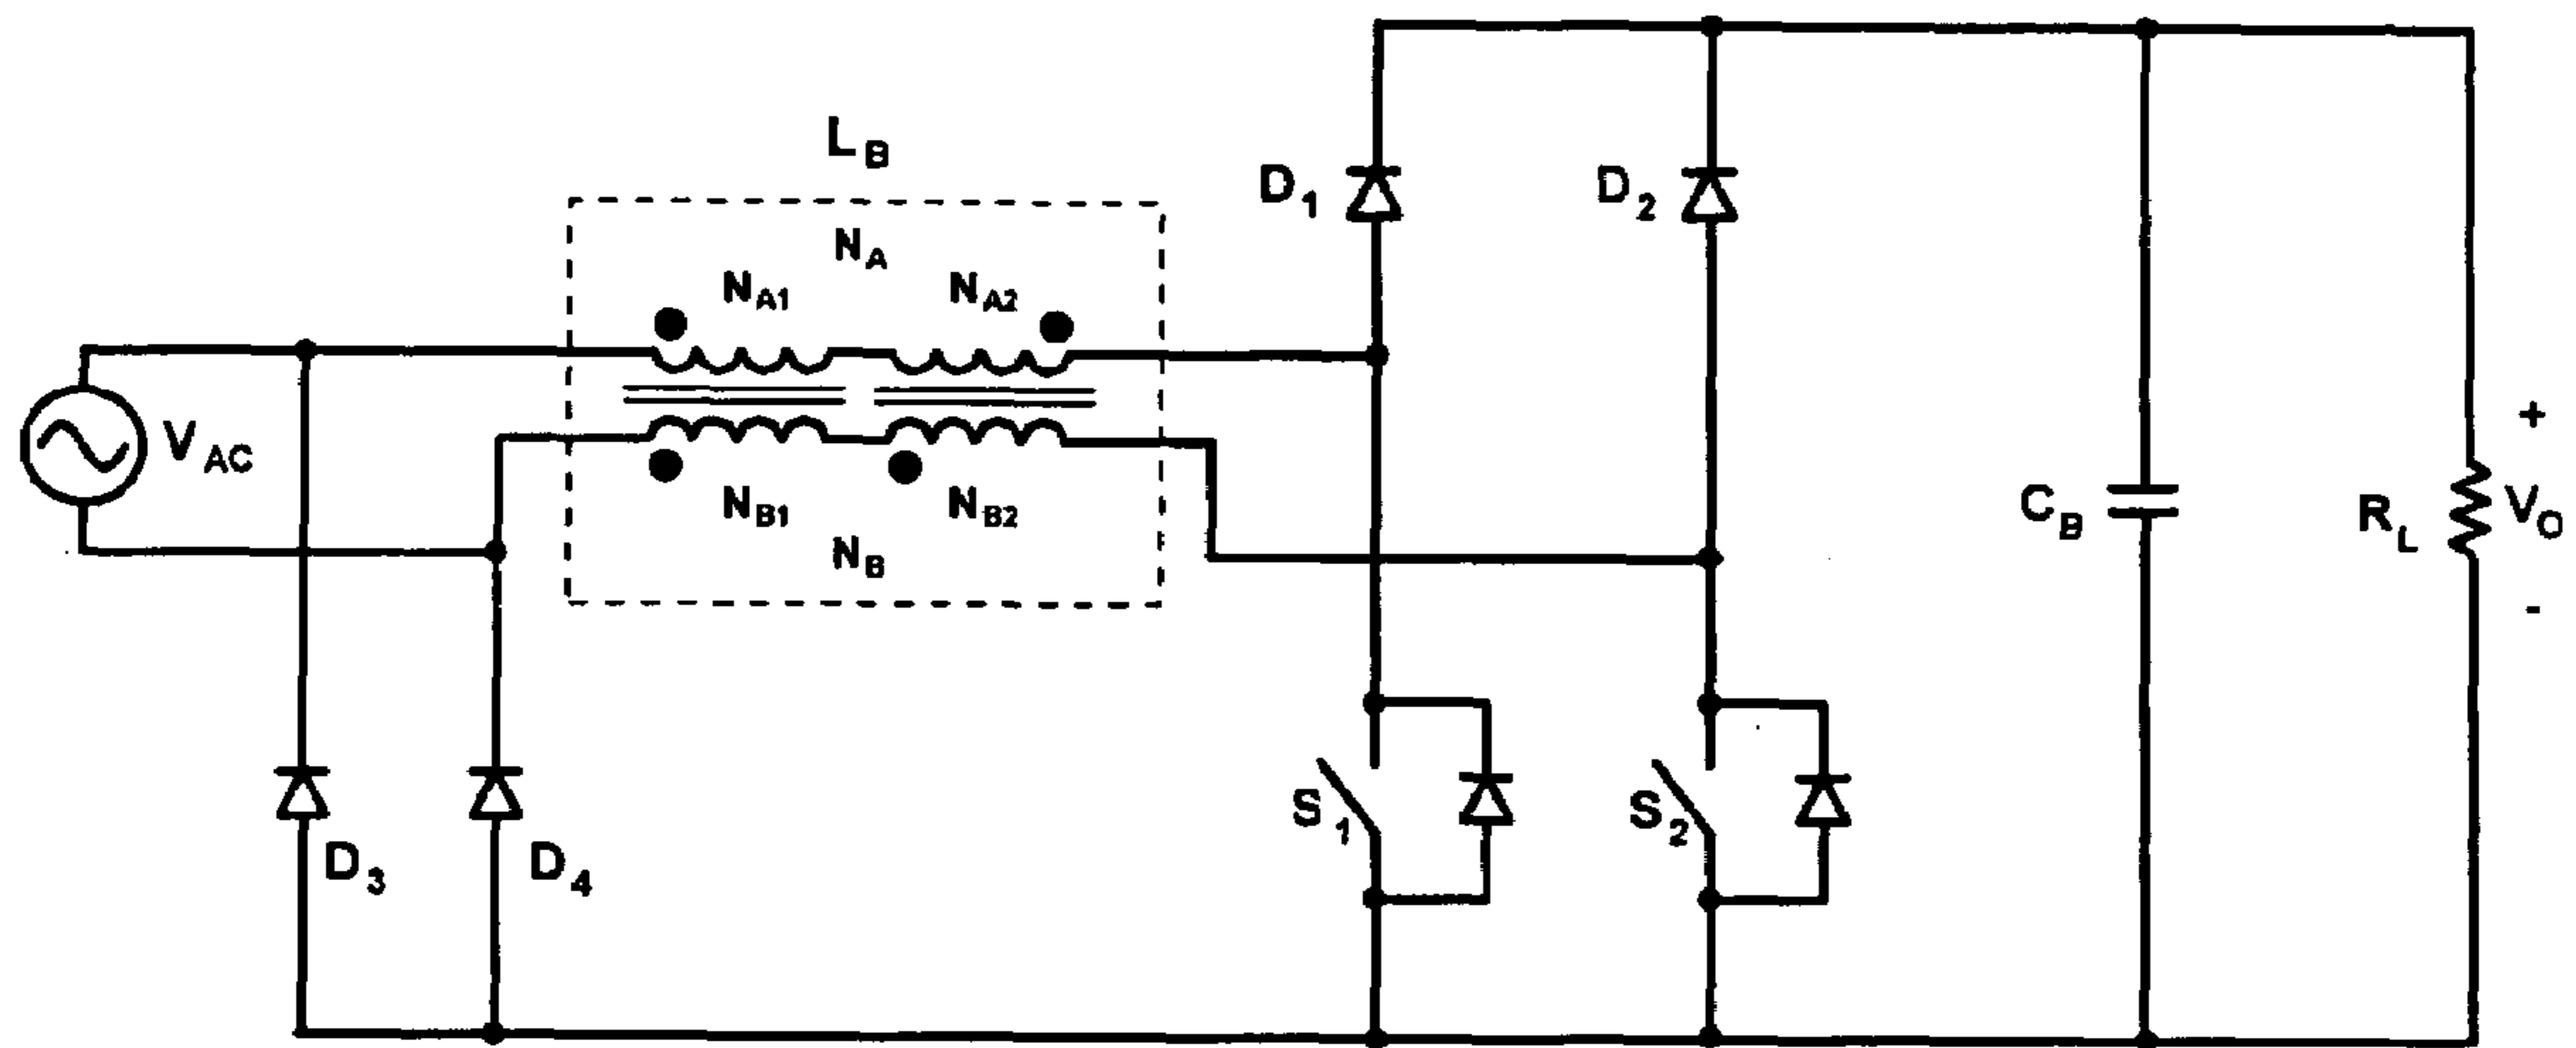 L_B
N_A
N_A1 N_A2
D_1 D_2
V_AC
N_B1 N_B2
N_B
C_B R_L + V_O -
S_1 S_2
D_3 D_4